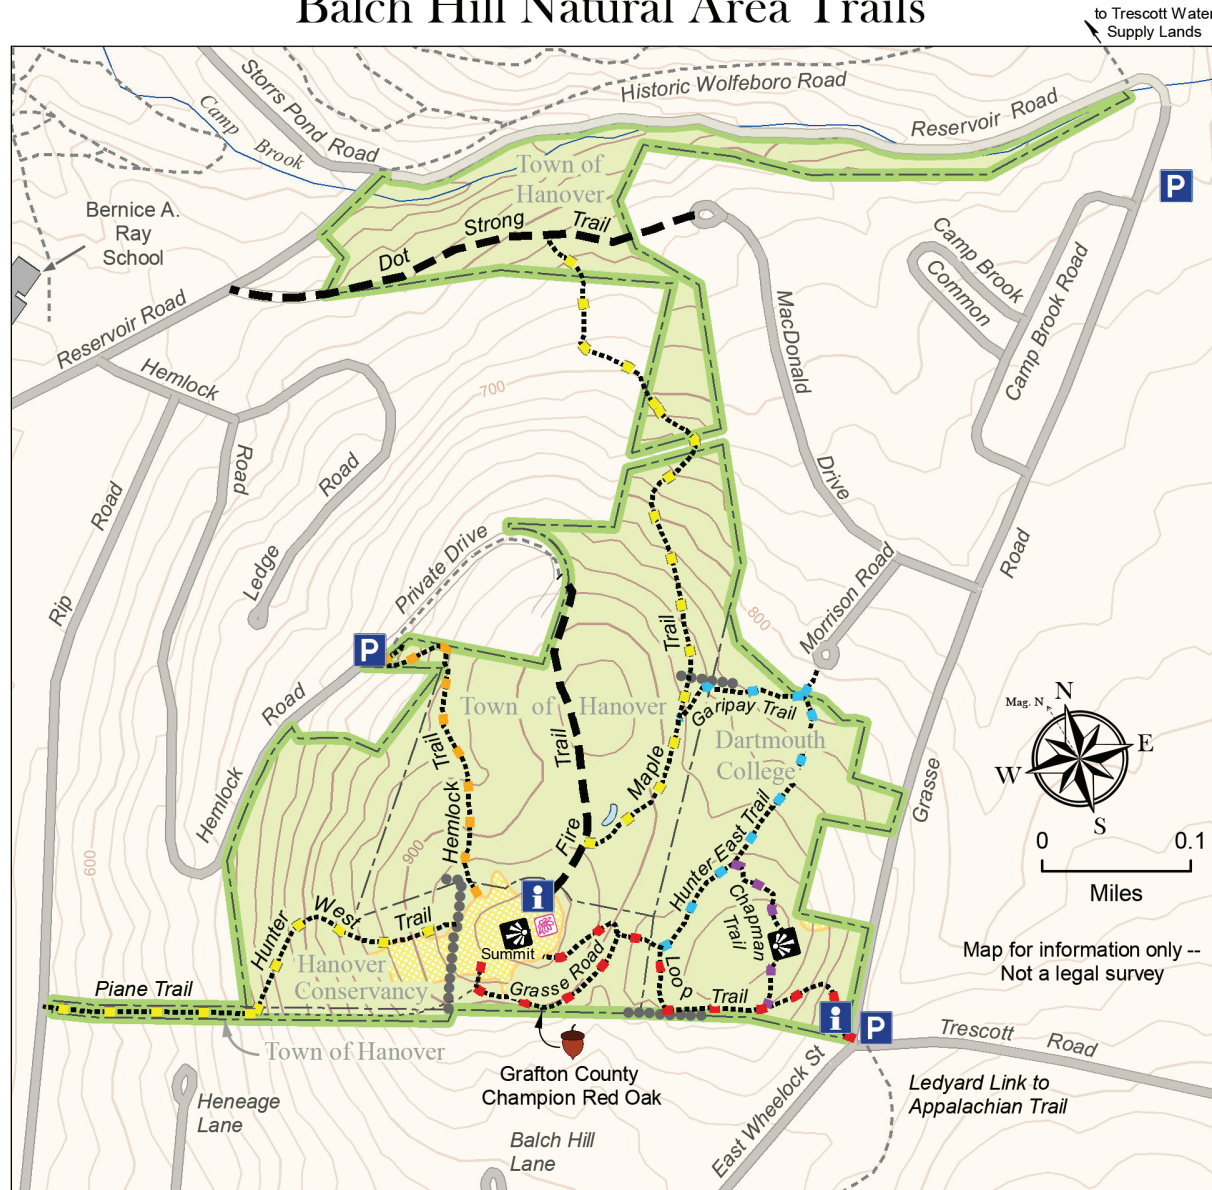 Balch Hill Natural Area Trails
to Trescott Water
Supply Lands
Storrs Pond Road
Camp
Brook
Historic Wolfeboro Road
Reservoir Road
Town of
Hanover
P
Bernice A.
Ray
School
Dot Strong Trail
Camp Brook
Common
Camp Brook Road
Reservoir Road
Hemlock
Road
MacDonald
Drive
700
Road
Ledge
Rip
Road
Private Drive
Morrison Road
Road
800
Trail
P
Road
Hemlock
Town of Hanover
Garipay Trail
Dartmouth
College
Mag. N
N
E
W
S
Trail
Hemlock
Trail
Fire
Maple
Grasse
0 0.1
Miles
600
900
Hunter-East Trail
Chapman
Trail
i
Hunter West Trail
Summit
Grasse Road
Loop
Trail
Hanover
Conservancy
Map for information only --
Not a legal survey
Piane Trail
i
P
Trescott Road
Town of Hanover
Grafton County
Champion Red Oak
East Wheelock St
Ledyard Link to
Appalachian Trail
Heneage
Lane
Balch Hill
Lane